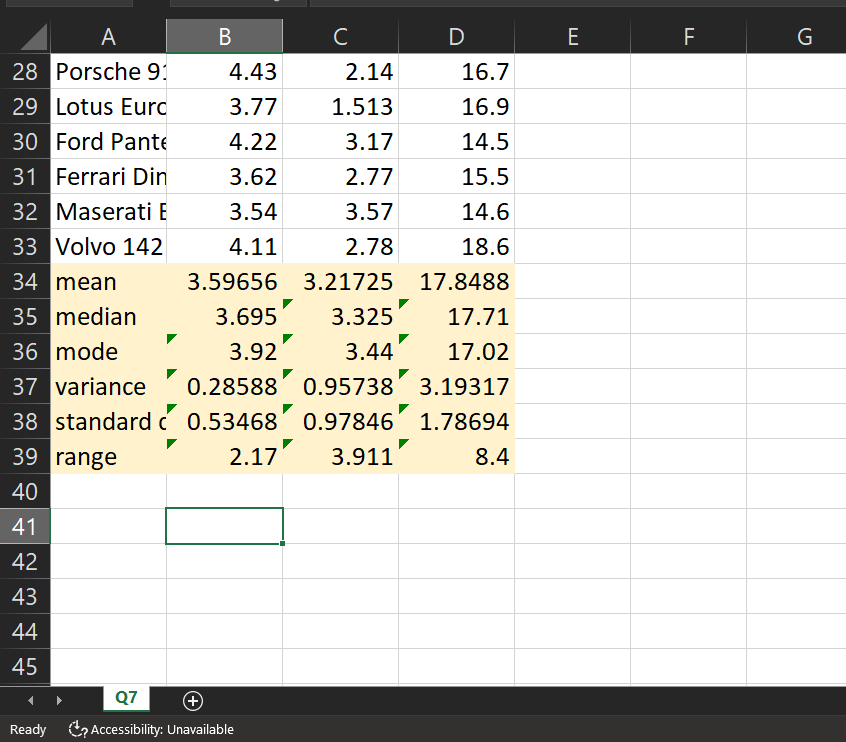 A B C D E F G
28 Porsche 91 4.43 2.14 16.7
29 Lotus Euro 3.77 1.513 16.9
30 Ford Pante 4.22 3.17 14.5
31 Ferrari Din 3.62 2.77 15.5
32 Maserati B 3.54 3.57 14.6
33 Volvo 142 4.11 2.78 18.6
34 mean 3.59656 3.21725 17.8488
35 median 3.695 3.325 17.71
36 mode 3.92 3.44 17.02
37 variance 0.28588 0.95738 3.19317
38 standard d 0.53468 0.97846 1.78694
39 range 2.17 3.911 8.4
40
41
42
43
44
45
Q7
Ready Accessibility: Unavailable